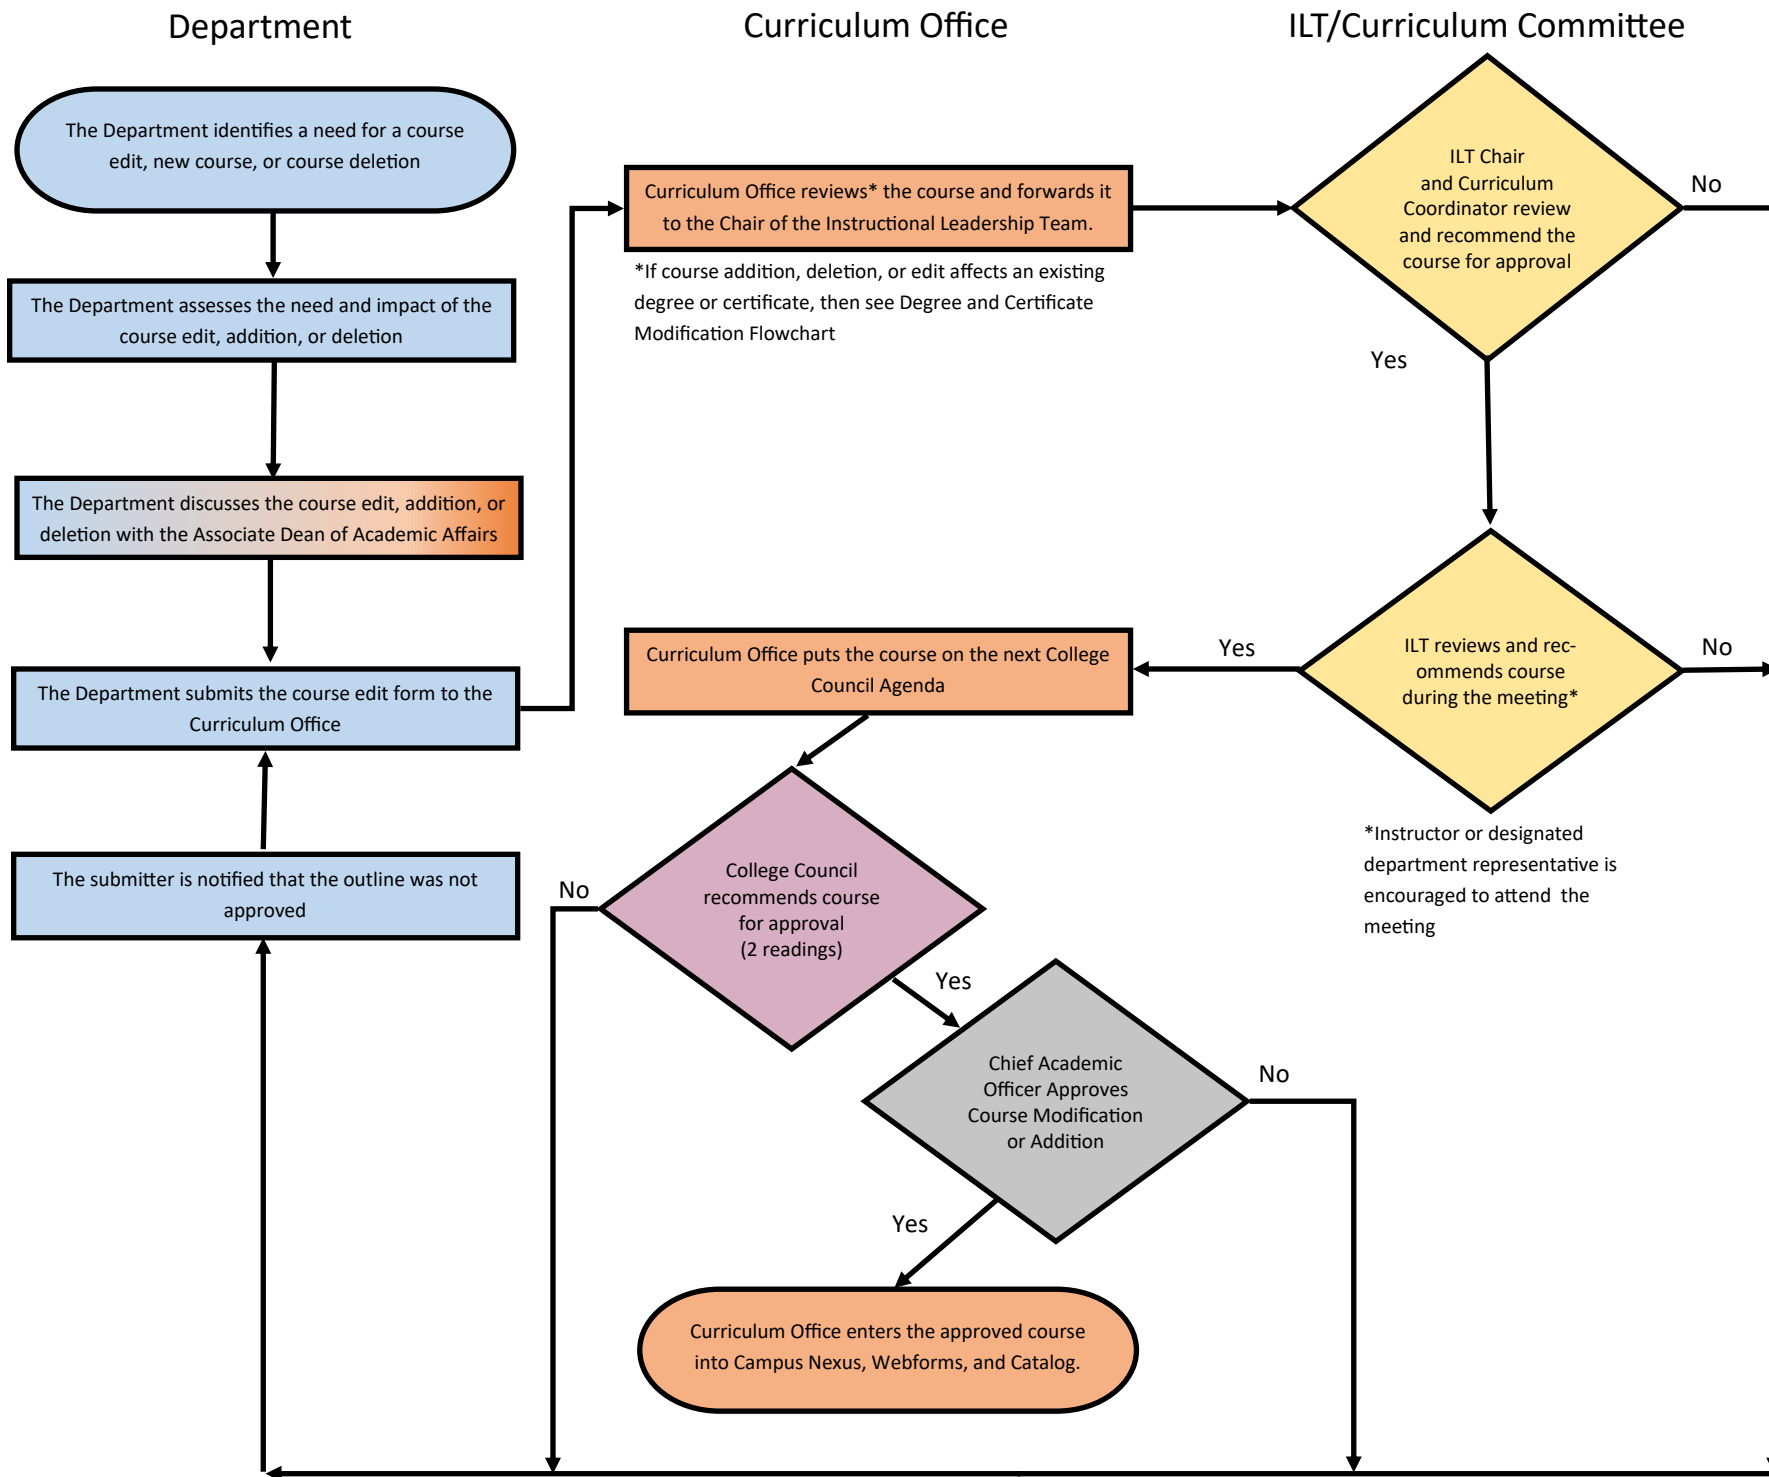 Department
Curriculum Office
ILT/Curriculum Committee
The Department identifies a need for a course
edit, new course, or course deletion
The Department assesses the need and impact of the
course edit, addition, or deletion
The Department discusses the course edit, addition, or
deletion with the Associate Dean of Academic Affairs
The Department submits the course edit form to the
Curriculum Office
The submitter is notified that the outline was not
approved
Curriculum Office reviews* the course and forwards it
to the Chair of the Instructional Leadership Team.
*If course addition, deletion, or edit affects an existing
degree or certificate, then see Degree and Certificate
Modification Flowchart
ILT Chair
and Curriculum
Coordinator review
and recommend the
course for approval
No
Yes
ILT reviews and rec-
ommends course
during the meeting*
No
Yes
*Instructor or designated
department representative is
encouraged to attend the
meeting
Curriculum Office puts the course on the next College
Council Agenda
College Council
recommends course
for approval
(2 readings)
No
Yes
Chief Academic
Officer Approves
Course Modification
or Addition
No
Yes
Curriculum Office enters the approved course
into Campus Nexus, Webforms, and Catalog.